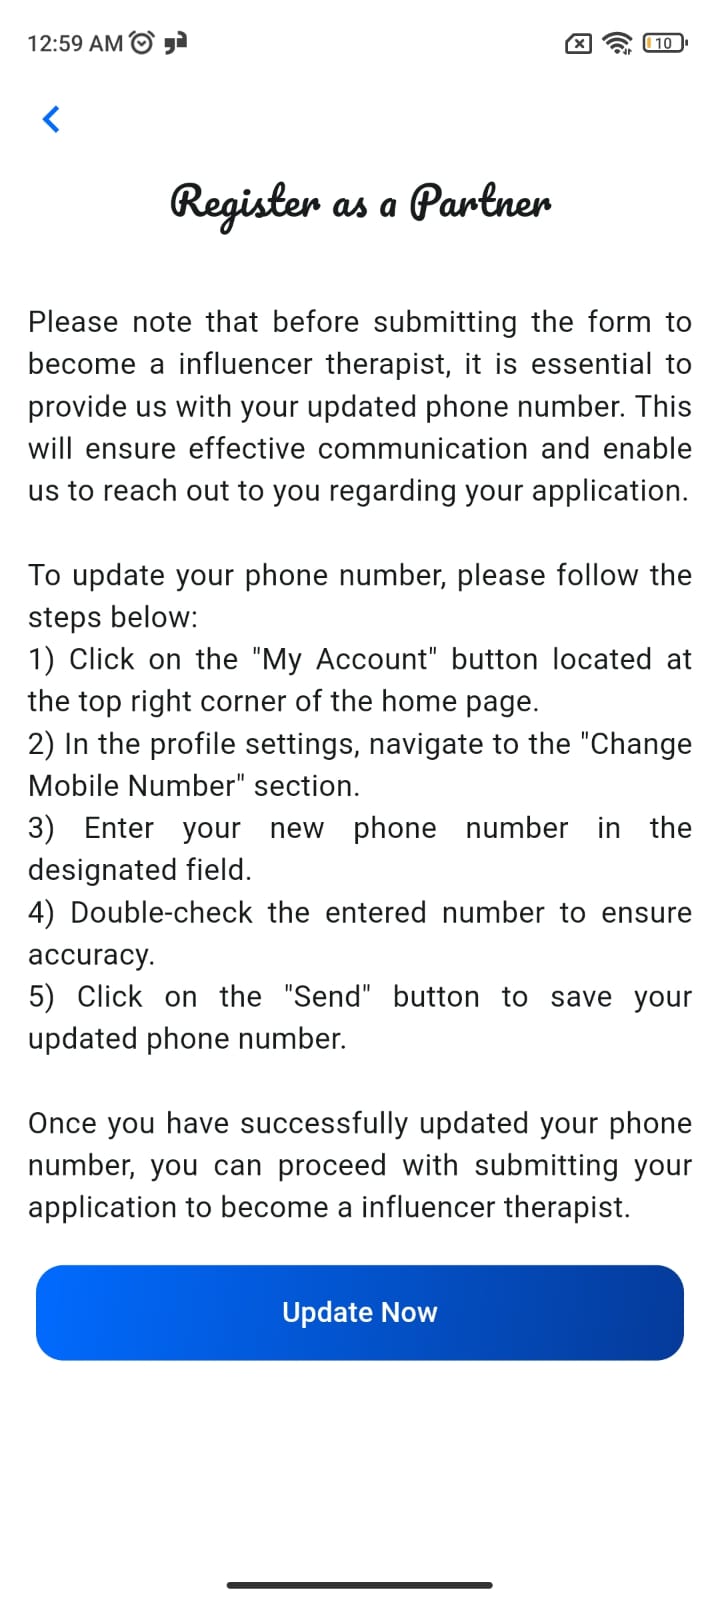 12:59 AM
10
Register as a Partner
Please note that before submitting the form to
become a influencer therapist, it is essential to
provide us with your updated phone number. This
will ensure effective communication and enable
us to reach out to you regarding your application.
To update your phone number, please follow the
steps below:
1) Click on the "My Account" button located at
the top right corner of the home page.
2) In the profile settings, navigate to the "Change
Mobile Number" section.
3) Enter your new phone number in the
designated field.
4) Double-check the entered number to ensure
accuracy.
5) Click on the "Send" button to save your
updated phone number.
Once you have successfully updated your phone
number, you can proceed with submitting your
application to become a influencer therapist.
Update Now